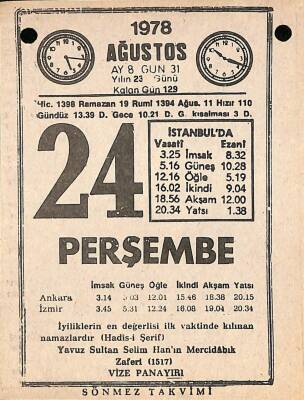 1978
AĞUSTOS
AY 8 GÜN 31
Yılın 23 Günü
Kalan Gün 129
Hic. 1398 Ramazan 19 Rumî 1394 Ağus. 11 Hızır 110
Gündüz 13.39 D. Gece 10.21 D. G. kısalması 3 D.
24
İSTANBUL'DA
Vasatî Ezanî
3.25 İmsak 8.32
5.16 Güneş 10.28
12.16 Öğle 5.19
16.02 İkindi 9.04
18.56 Akşam 12.00
20.34 Yatsı 1.38
PERŞEMBE
İmsak Güneş Öğle İkindi Akşam Yatsı
Ankara 3.14 12.01 15.46 18.38 20.15
İzmir 3.45 5.31 12.24 16.08 19.04 20.34
İyiliklerin en değerlisi ilk vaktinde kılınan
namazlardır (Hadis-i Şerif)
Yavuz Sultan Selim Han'ın Mercidâbık
Zaferi (1517)
VİZE PANAYIRI
SÖNMEZ TAKVİMİ